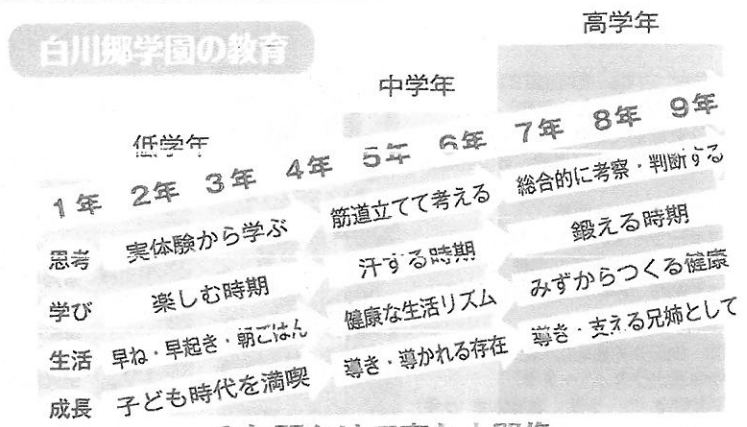 白川郷学園の教育
高学年
中学年
低学年
1年 2年 3年 4年 5年 6年 7年 8年 9年
思考 実体験から学ぶ 筋道立てて考える 総合的に考察・判断する
学び 楽しむ時期 汗する時期 鍛える時期
生活 早ね・早起き・朝ごはん 健康な生活リズム みずからつくる健康
成長 子ども時代を満喫 導き・導かれる存在 導き・支える兄姉として